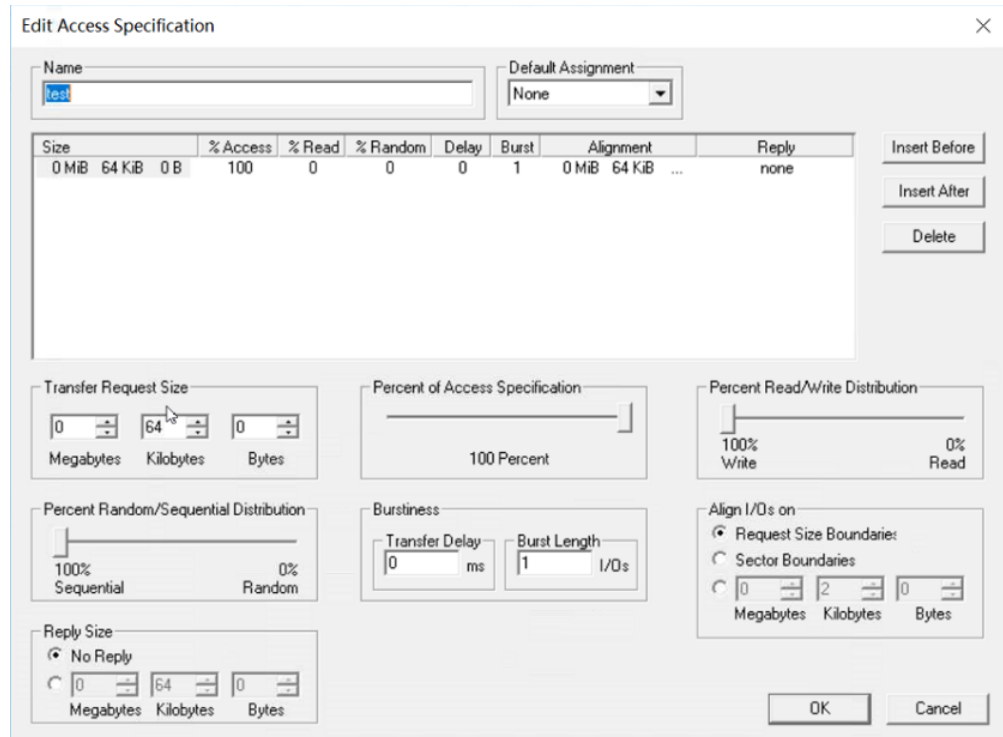 Edit Access Specification
Name
Default Assignment
test
None
Size % Access % Read % Random Delay Burst Alignment Reply
0 MiB 64 KiB 0 B 100 0 0 0 1 0 MiB 64 KiB ... none
Insert Before
Insert After
Delete
Transfer Request Size
0 64 0
Megabytes Kilobytes Bytes
Percent of Access Specification
100 Percent
Percent Read/Write Distribution
100% 0%
Write Read
Percent Random/Sequential Distribution
100% 0%
Sequential Random
Burstiness
Transfer Delay Burst Length
0 ms 1 I/Os
Align I/Os on
Request Size Boundaries
Sector Boundaries
0 2 0
Megabytes Kilobytes Bytes
Reply Size
No Reply
0 64 0
Megabytes Kilobytes Bytes
OK Cancel